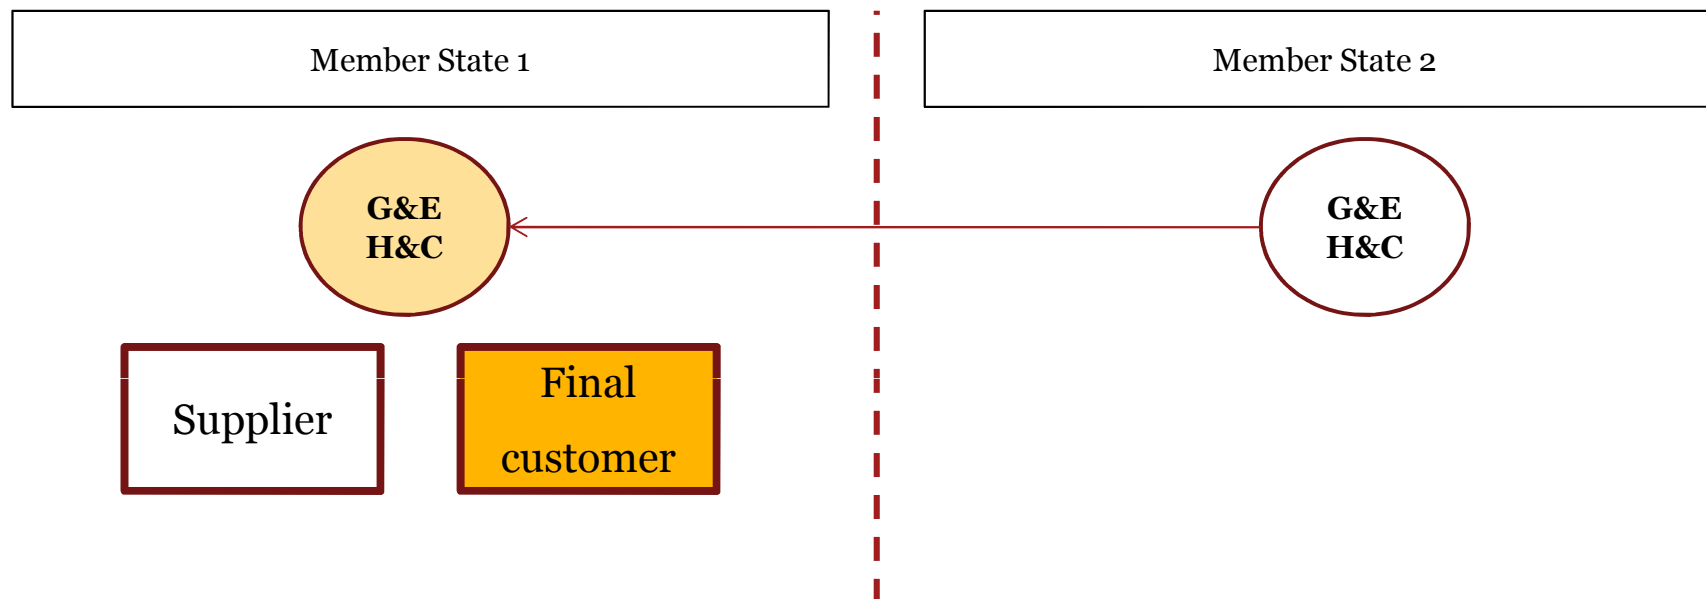 Member State 1
Member State 2
G&E
H&C
G&E
H&C
Supplier
Final
customer